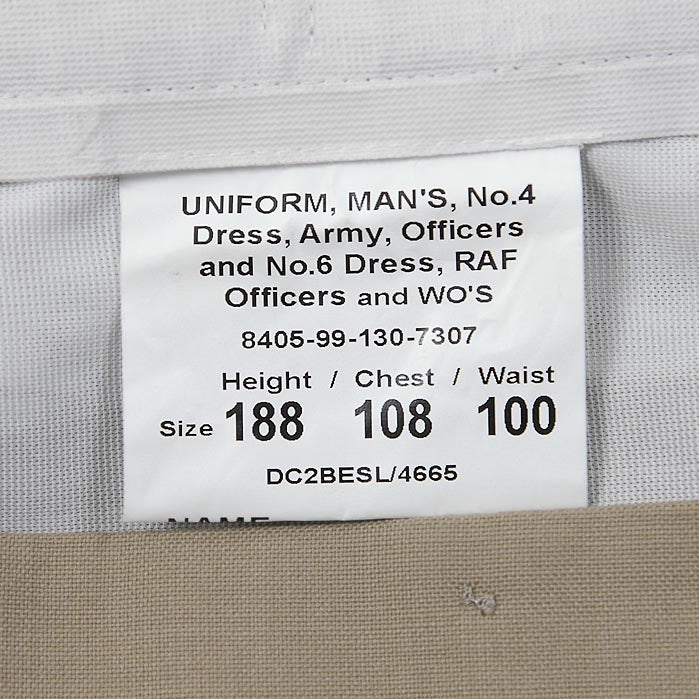 UNIFORM, MAN'S, No.4
Dress, Army, Officers
and No.6 Dress, RAF
Officers and WO'S
8405-99-130-7307
Height / Chest / Waist
Size 188 108 100
DC2BESL/4665
NAME